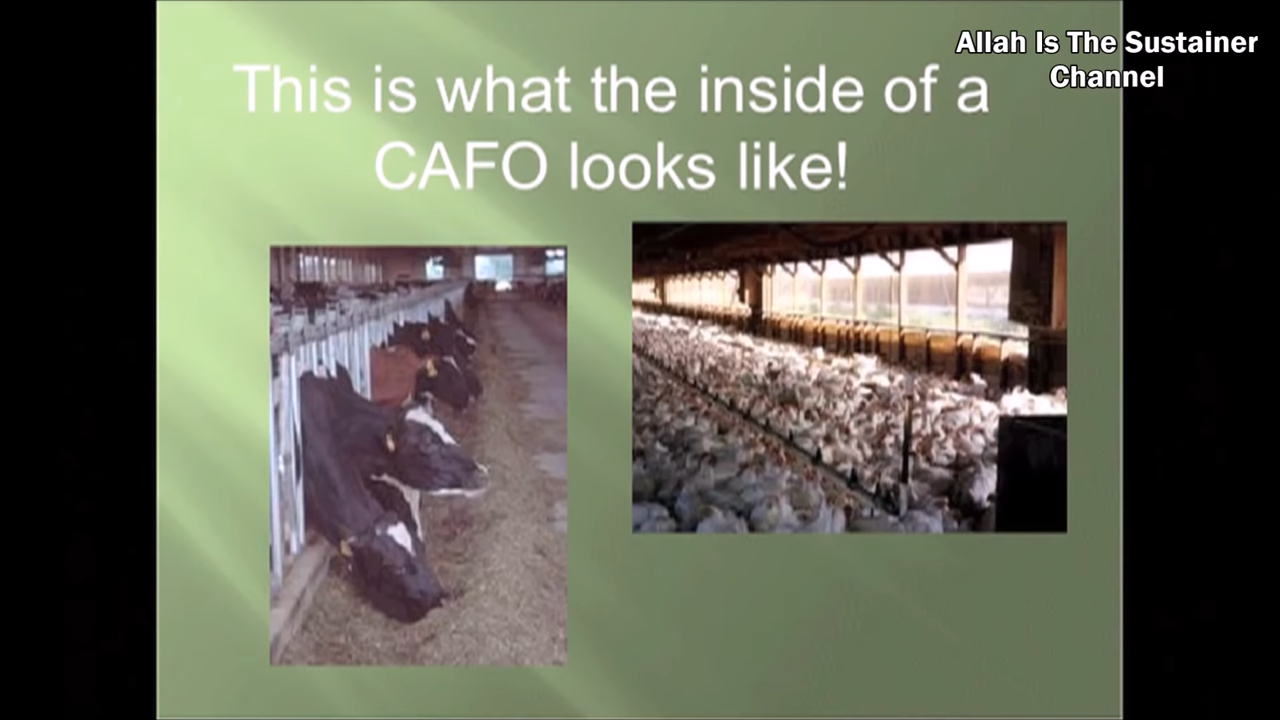 This is what the inside of a
CAFO looks like!
Allah Is The Sustainer
Channel